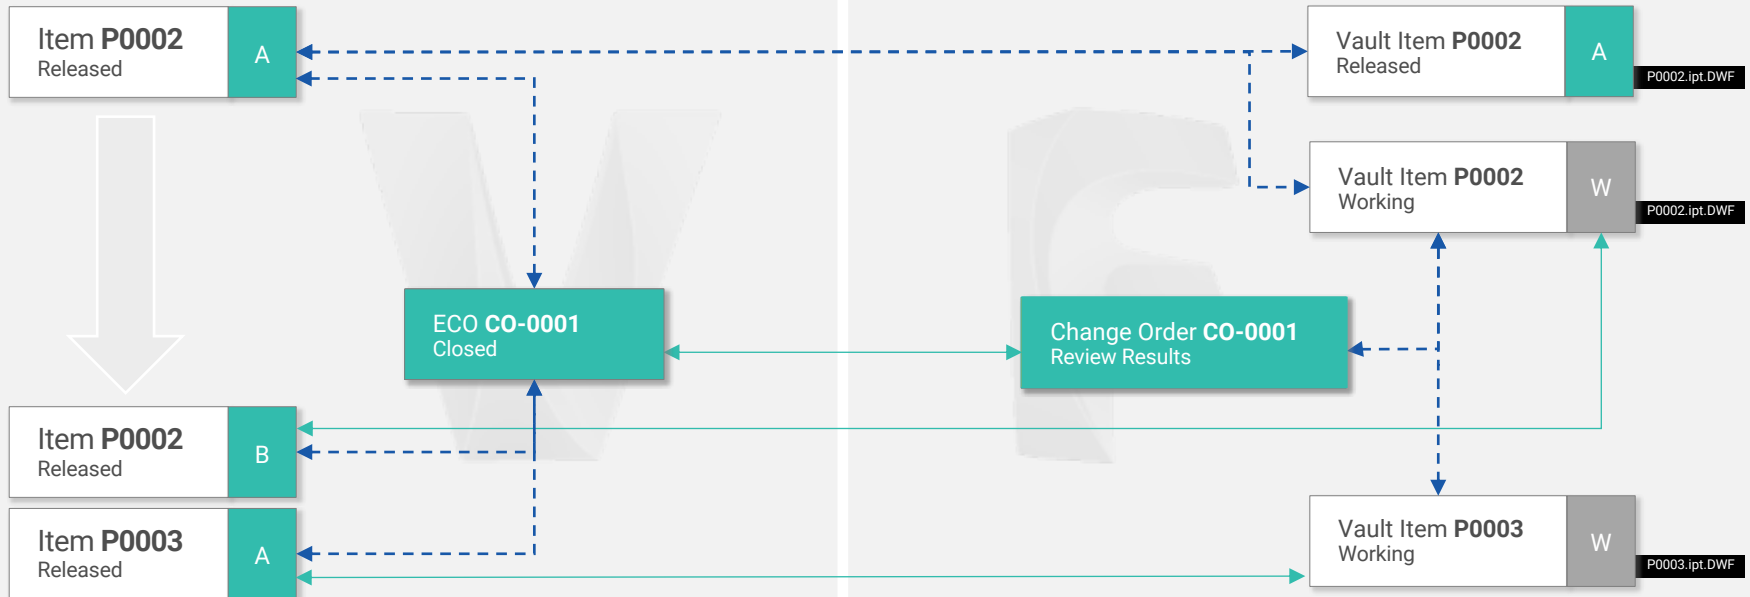 Item P0002
Released
A
Vault Item P0002
Released
A
P0002.ipt.DWF
Vault Item P0002
Working
W
P0002.ipt.DWF
ECO CO-0001
Closed
Change Order CO-0001
Review Results
Item P0002
Released
B
Item P0003
Released
A
Vault Item P0003
Working
W
P0003.ipt.DWF